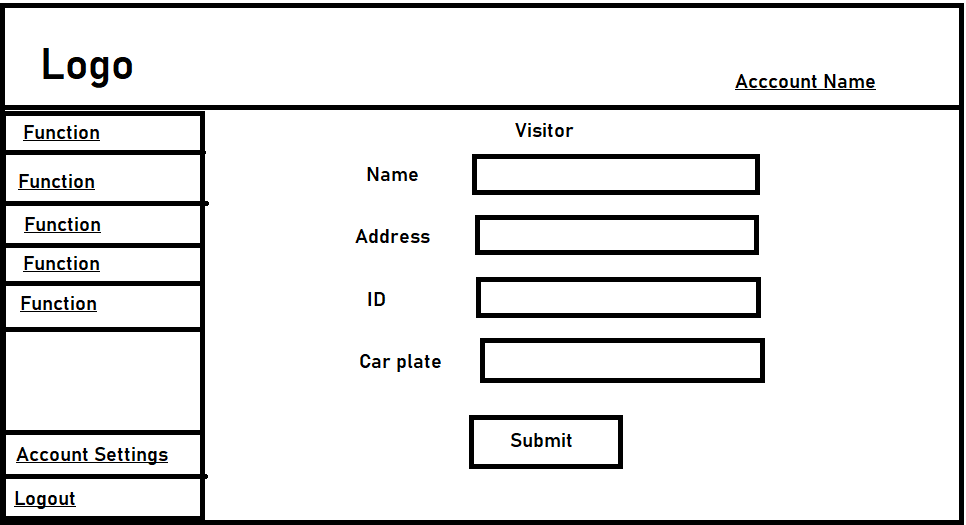 Logo
Acccount Name
Function
Function
Function
Function
Function
Account Settings
Logout
Visitor
Name
Address
ID
Car plate
Submit